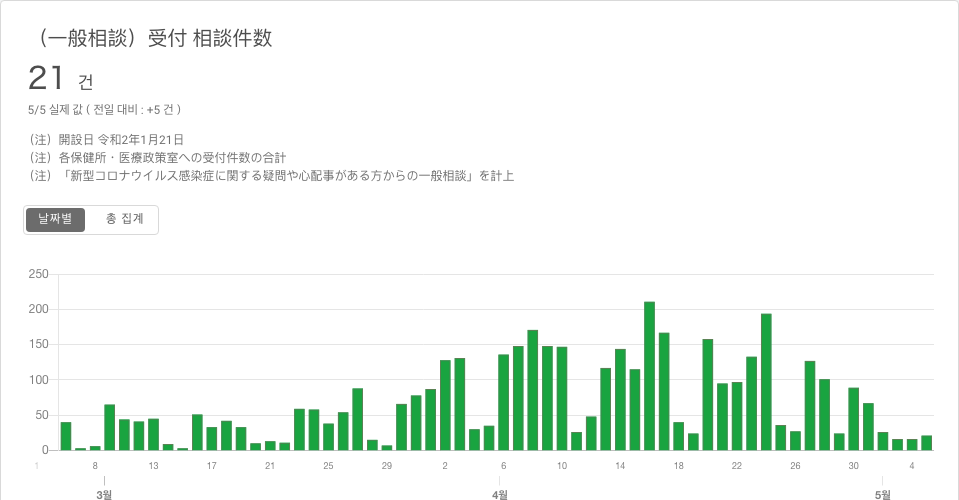 （一般相談）受付 相談件数
21 건
5/5 실제 값 ( 전일 대비 : +5 건 )
（注）開設日 令和2年1月21日
（注）各保健所・医療政策室への受付件数の合計
（注）「新型コロナウイルス感染症に関する疑問や心配事がある方からの一般相談」を計上
날짜별 총 집계
250
200
150
100
50
0
1 8 13 17 21 25 29 2 6 10 14 18 22 26 30 4
3월 4월 5월